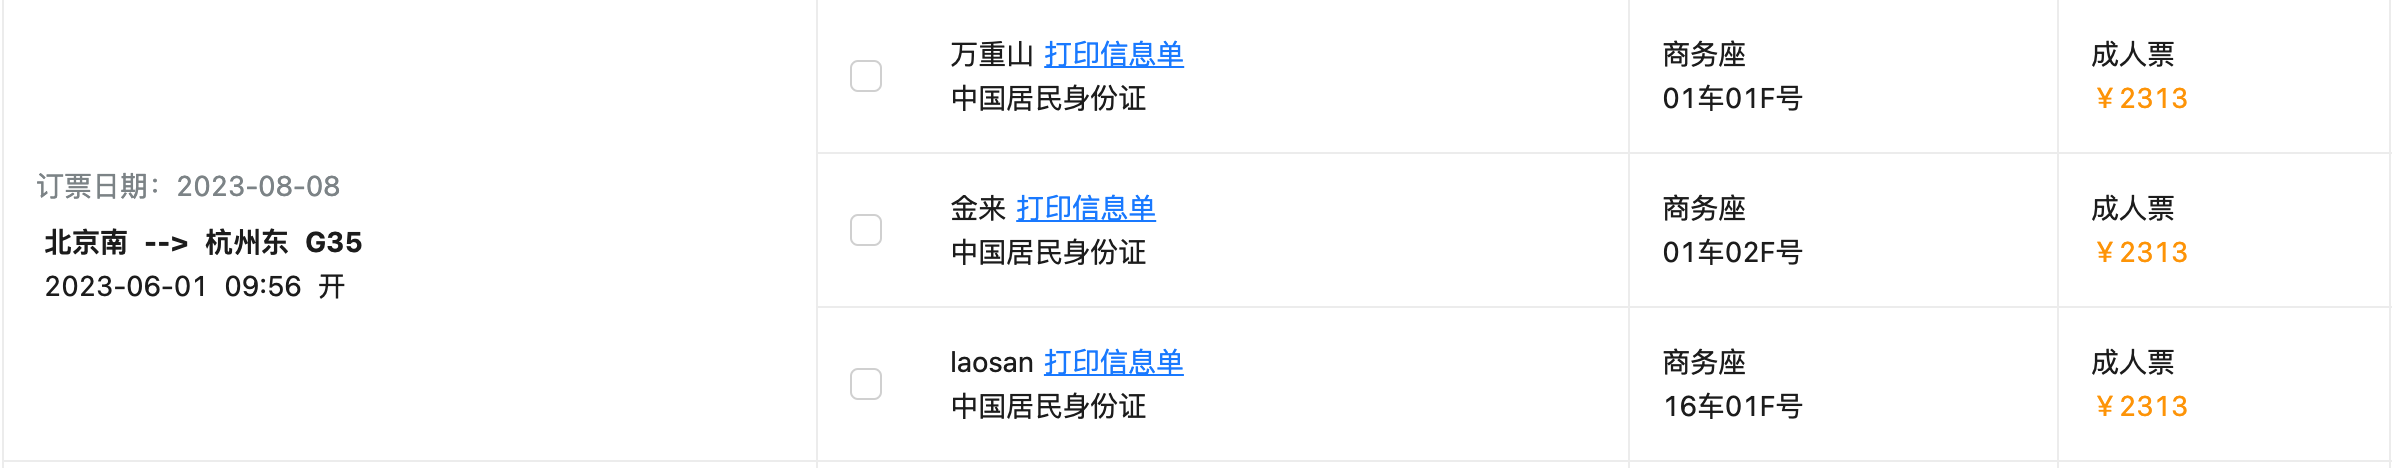 订票日期：2023-08-08
北京南 --> 杭州东 G35
2023-06-01 09:56 开
万重山 打印信息单
中国居民身份证
商务座
01车01F号
成人票
￥2313
金来 打印信息单
中国居民身份证
商务座
01车02F号
成人票
￥2313
laosan 打印信息单
中国居民身份证
商务座
16车01F号
成人票
￥2313